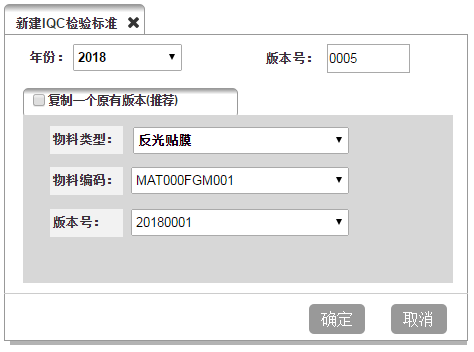 新建IQC检验标准 ✖
年份： 2018 ▼ 版本号： 0005
复制一个原有版本(推荐)
物料类型： 反光贴膜 ▼
物料编码： MAT000FGM001 ▼
版本号： 20180001 ▼
确定 取消